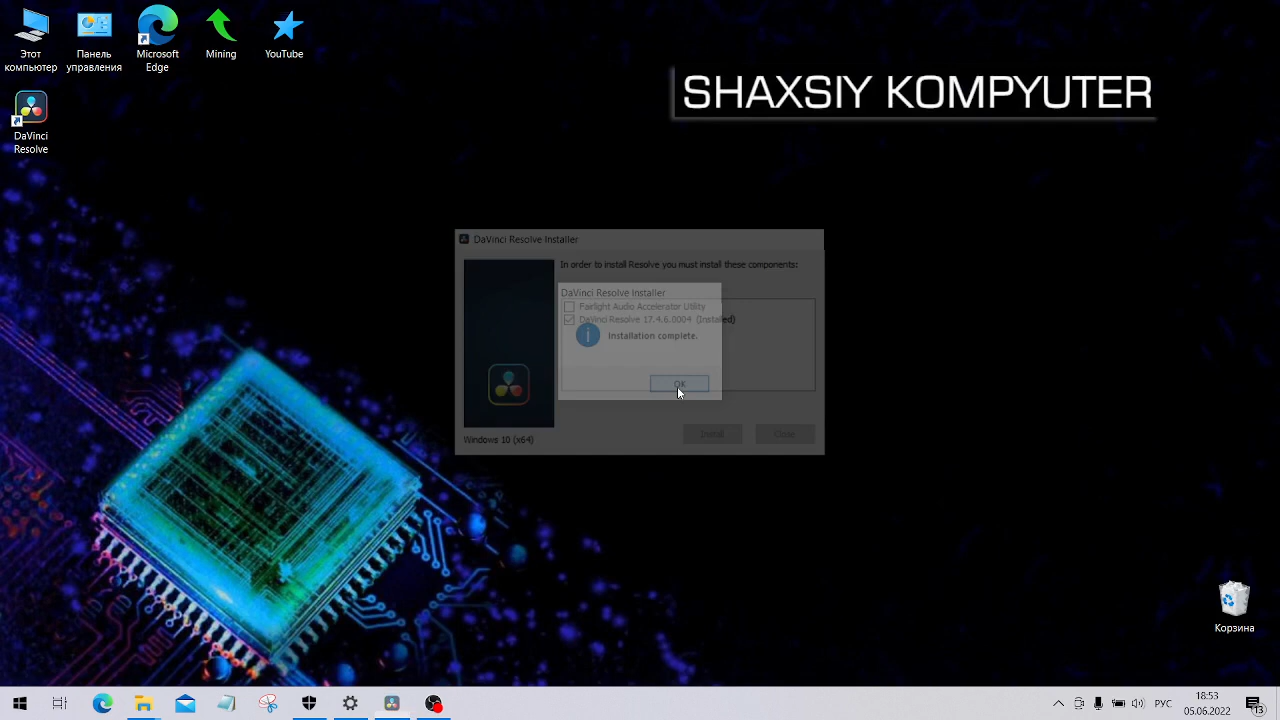 Этот
компьютер
Панель
управления
Microsoft
Edge
Mining
YouTube
DaVinci
Resolve
SHAXSIY KOMPYUTER
DaVinci Resolve Installer
In order to install Resolve you must install these components:
DaVinci Resolve Installer
Fairlight Audio Accelerator Utility
DaVinci Resolve 17.4.6.0004 (Installed)
Installation complete.
OK
Install
Close
Windows 10 (x64)
Корзина
РУС
18:53
05.06.2022
13